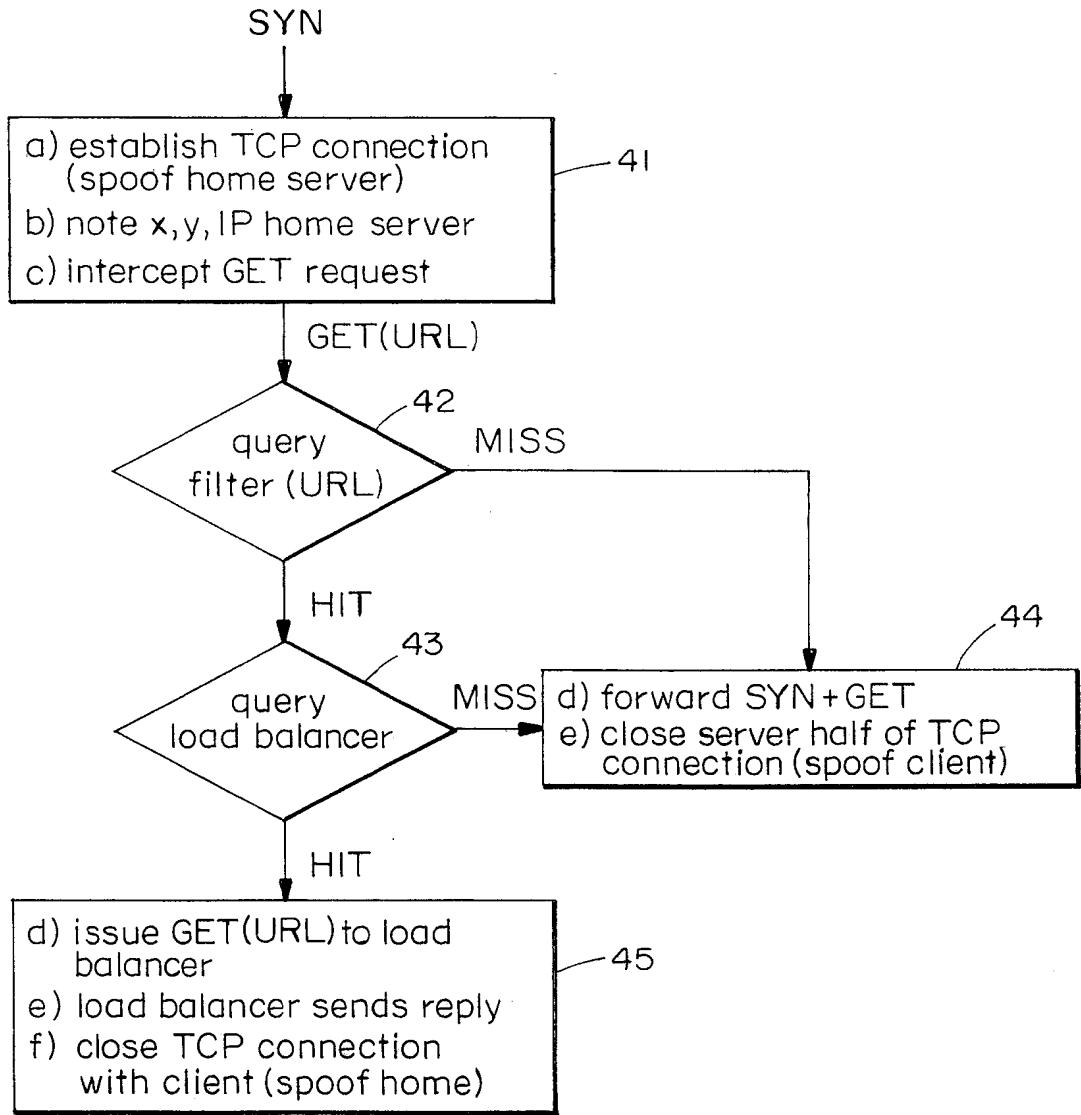 SYN
a) establish TCP connection
(spoof home server)
b) note x,y, IP home server
c) intercept GET request
41
GET(URL)
42
query
filter (URL)
MISS
HIT
43
query
load balancer
MISS
44
d) forward SYN+GET
e) close server half of TCP
connection (spoof client)
HIT
d) issue GET(URL) to load
balancer
e) load balancer sends reply
f) close TCP connection
with client (spoof home)
45